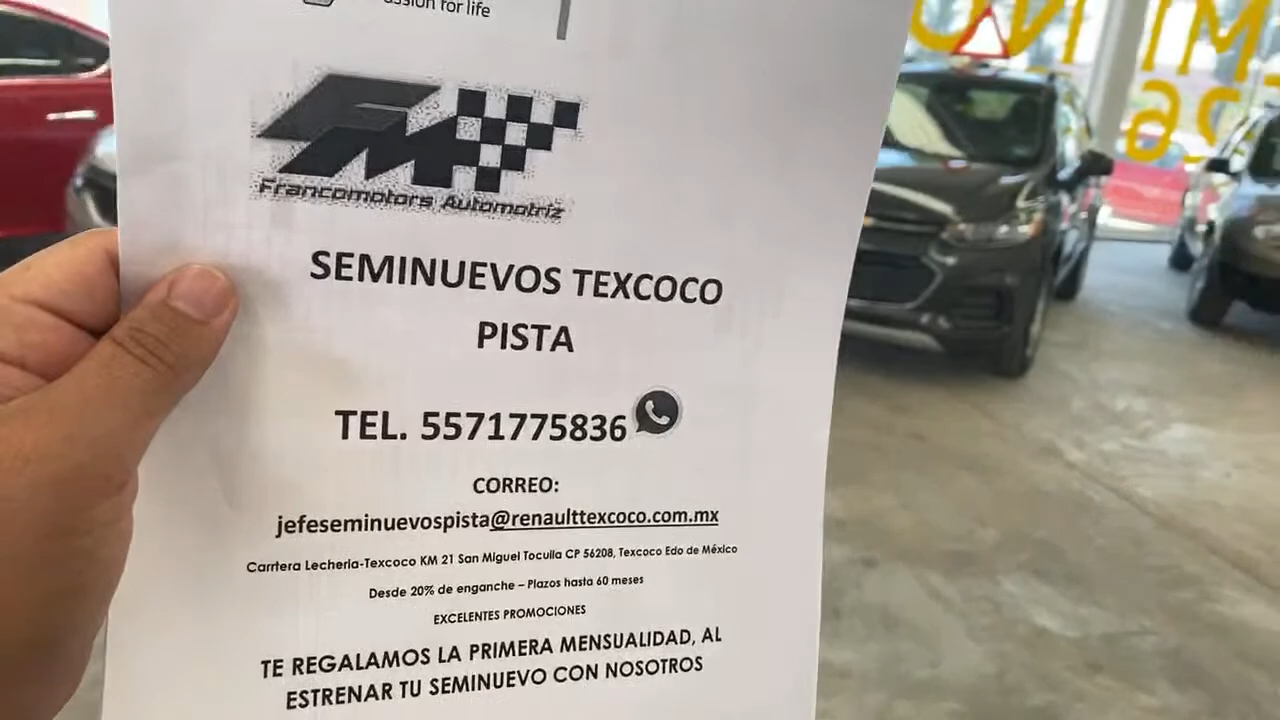 for life
Francomotors Automotriz
SEMINUEVOS TEXCOCO
PISTA
TEL. 5571775836
CORREO:
jefeseminuevospista@renaulttexcoco.com.mx
Carrtera Lecheria-Texcoco KM 21 San Miguel Tocuila CP 56208, Texcoco Edo de México
Desde 20% de enganche – Plazos hasta 60 meses
EXCELENTES PROMOCIONES
TE REGALAMOS LA PRIMERA MENSUALIDAD, AL
ESTRENAR TU SEMINUEVO CON NOSOTROS